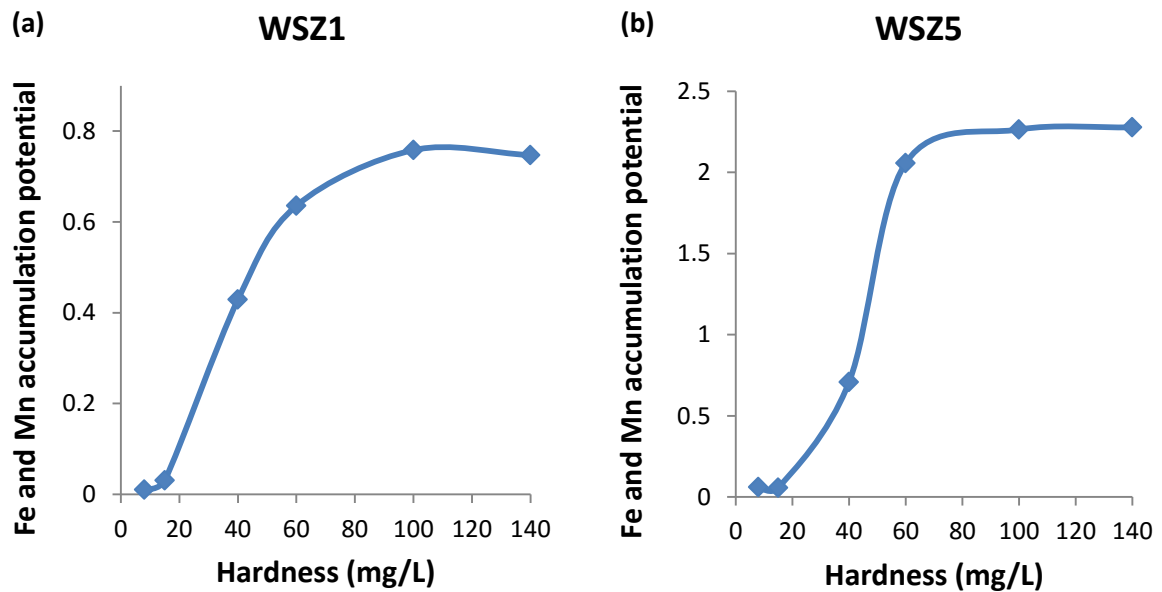 (a)
WSZ1
Fe and Mn accumulation potential
0.8
0.6
0.4
0.2
0
0 20 40 60 80 100 120 140
Hardness (mg/L)
(b)
WSZ5
Fe and Mn accumulation potential
2.5
2
1.5
1
0.5
0
0 20 40 60 80 100 120 140
Hardness (mg/L)